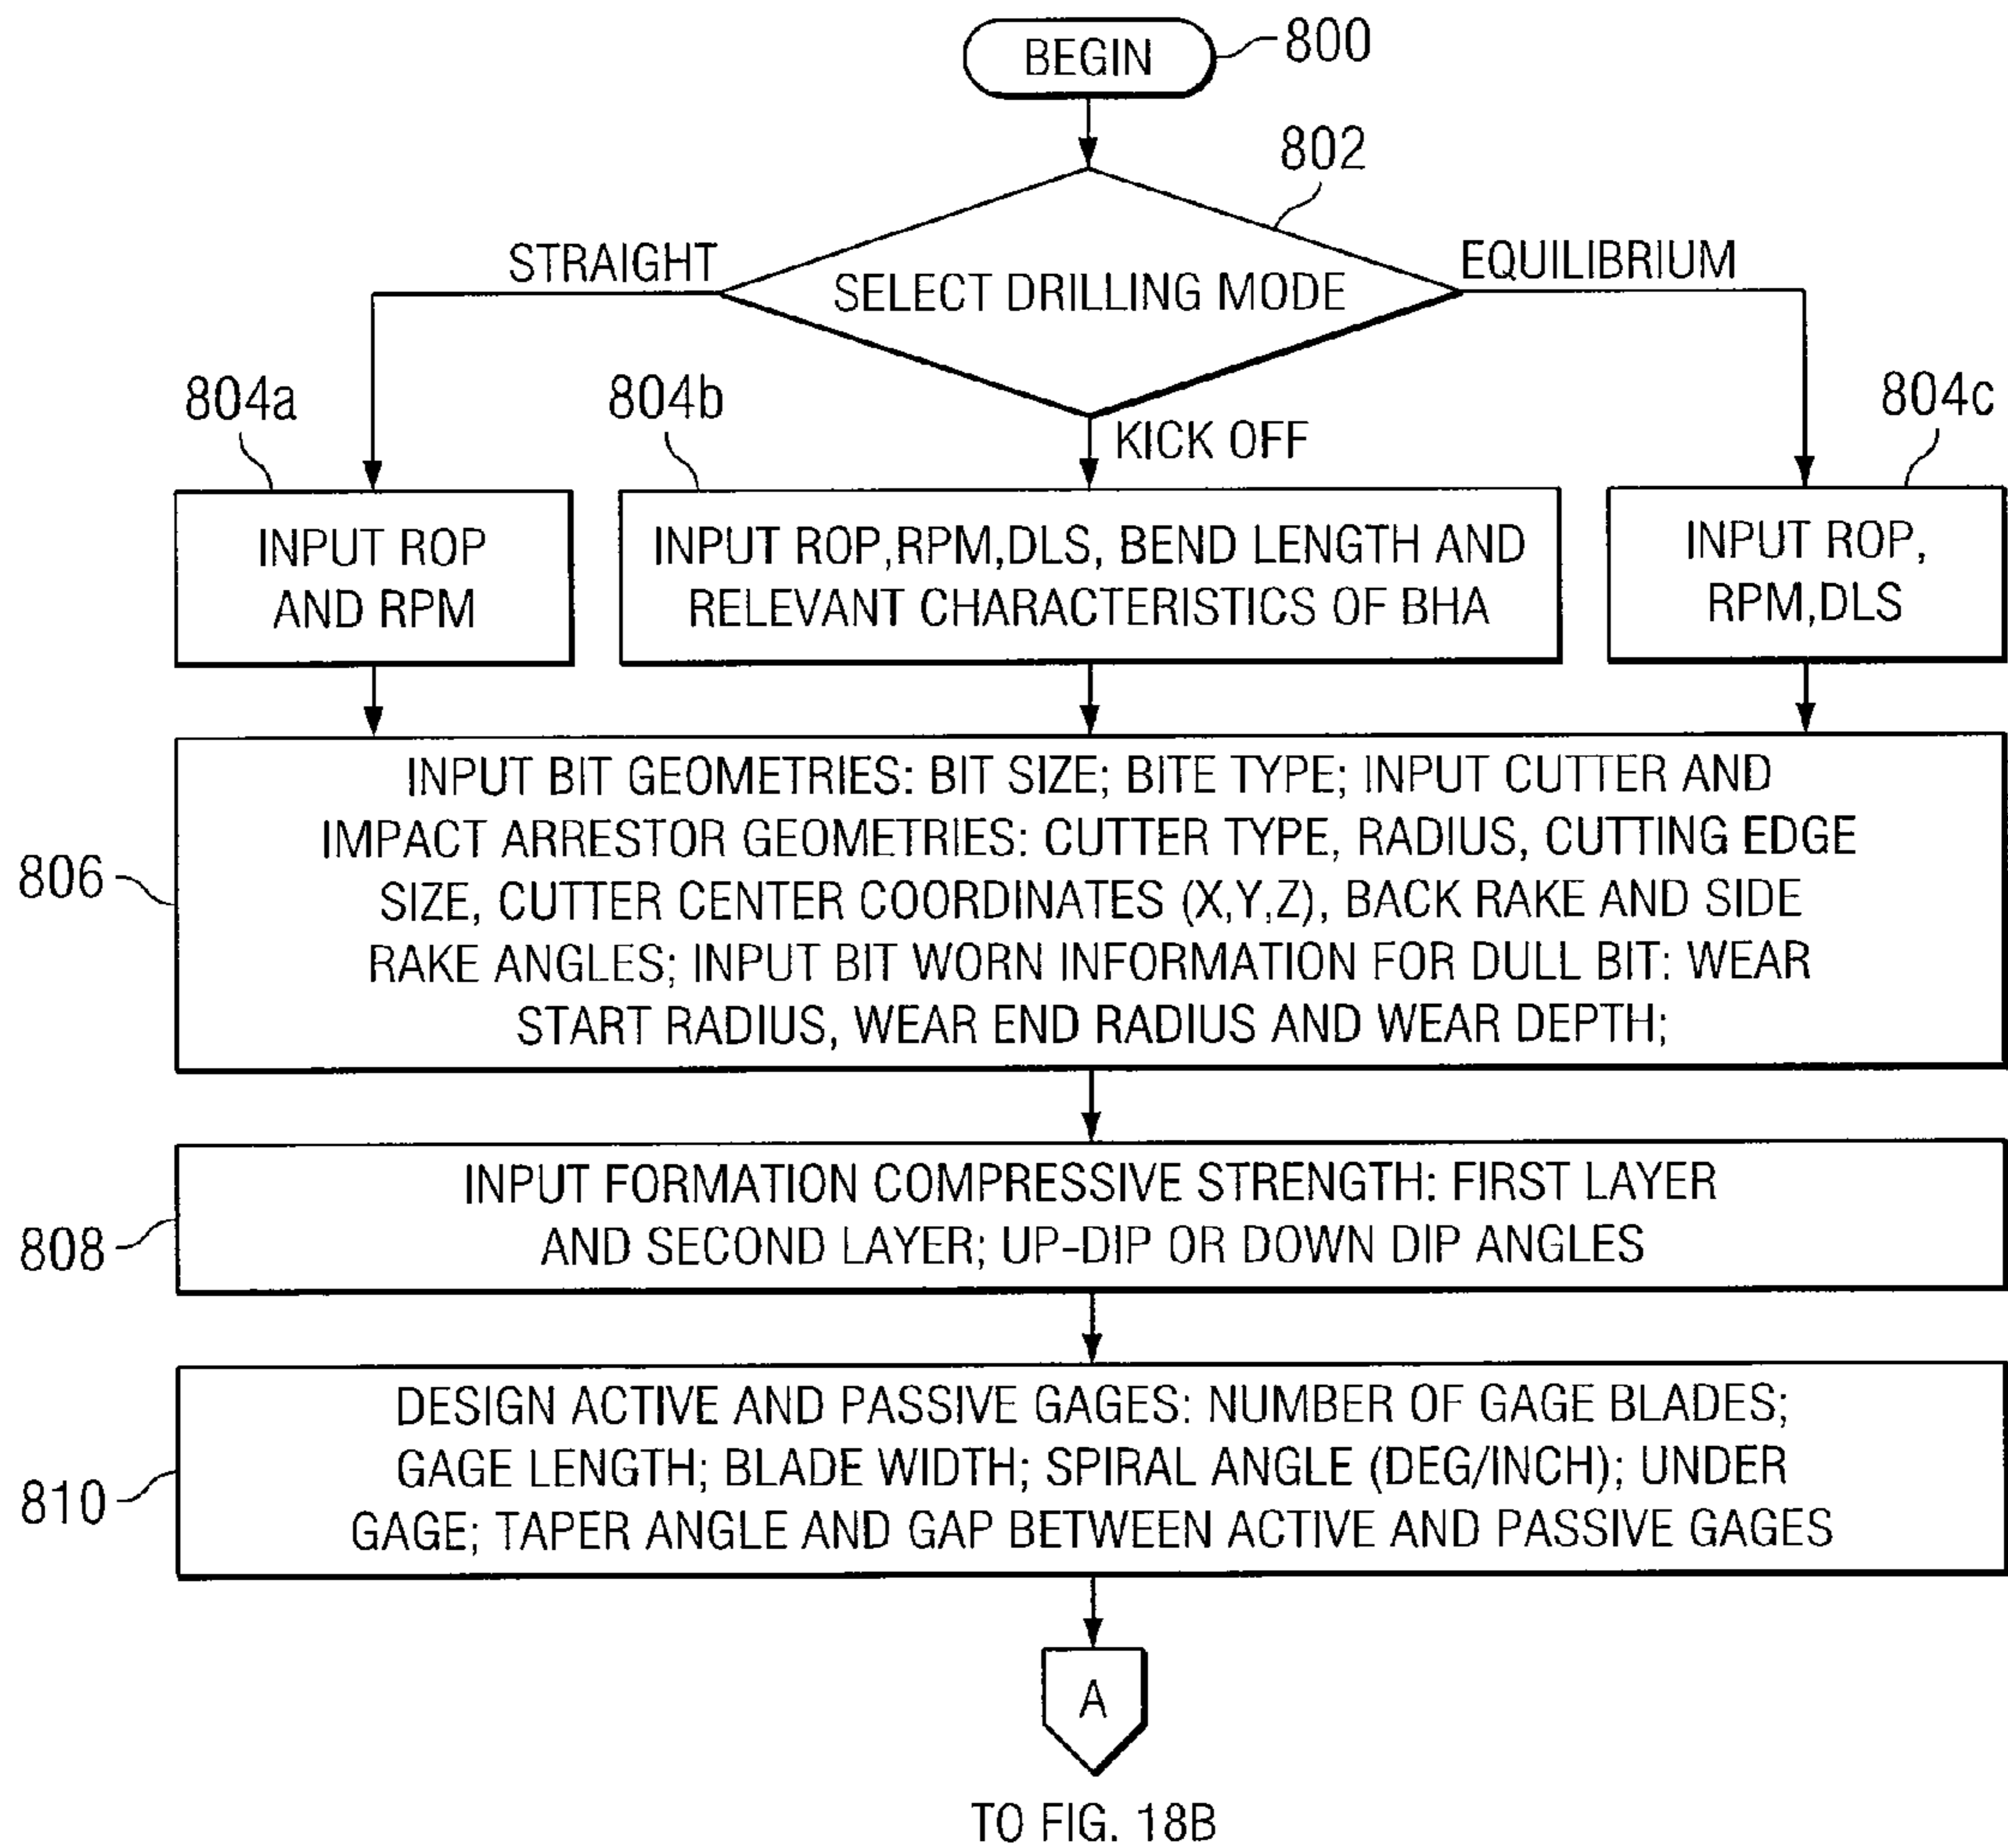 BEGIN
800
802
STRAIGHT
SELECT DRILLING MODE
EQUILIBRIUM
KICK OFF
804a
804b
804c
INPUT ROP
AND RPM
INPUT ROP,RPM,DLS, BEND LENGTH AND
RELEVANT CHARACTERISTICS OF BHA
INPUT ROP,
RPM,DLS
806
INPUT BIT GEOMETRIES: BIT SIZE; BITE TYPE; INPUT CUTTER AND
IMPACT ARRESTOR GEOMETRIES: CUTTER TYPE, RADIUS, CUTTING EDGE
SIZE, CUTTER CENTER COORDINATES (X,Y,Z), BACK RAKE AND SIDE
RAKE ANGLES; INPUT BIT WORN INFORMATION FOR DULL BIT: WEAR
START RADIUS, WEAR END RADIUS AND WEAR DEPTH;
808
INPUT FORMATION COMPRESSIVE STRENGTH: FIRST LAYER
AND SECOND LAYER; UP-DIP OR DOWN DIP ANGLES
810
DESIGN ACTIVE AND PASSIVE GAGES: NUMBER OF GAGE BLADES;
GAGE LENGTH; BLADE WIDTH; SPIRAL ANGLE (DEG/INCH); UNDER
GAGE; TAPER ANGLE AND GAP BETWEEN ACTIVE AND PASSIVE GAGES
A
TO FIG. 18B